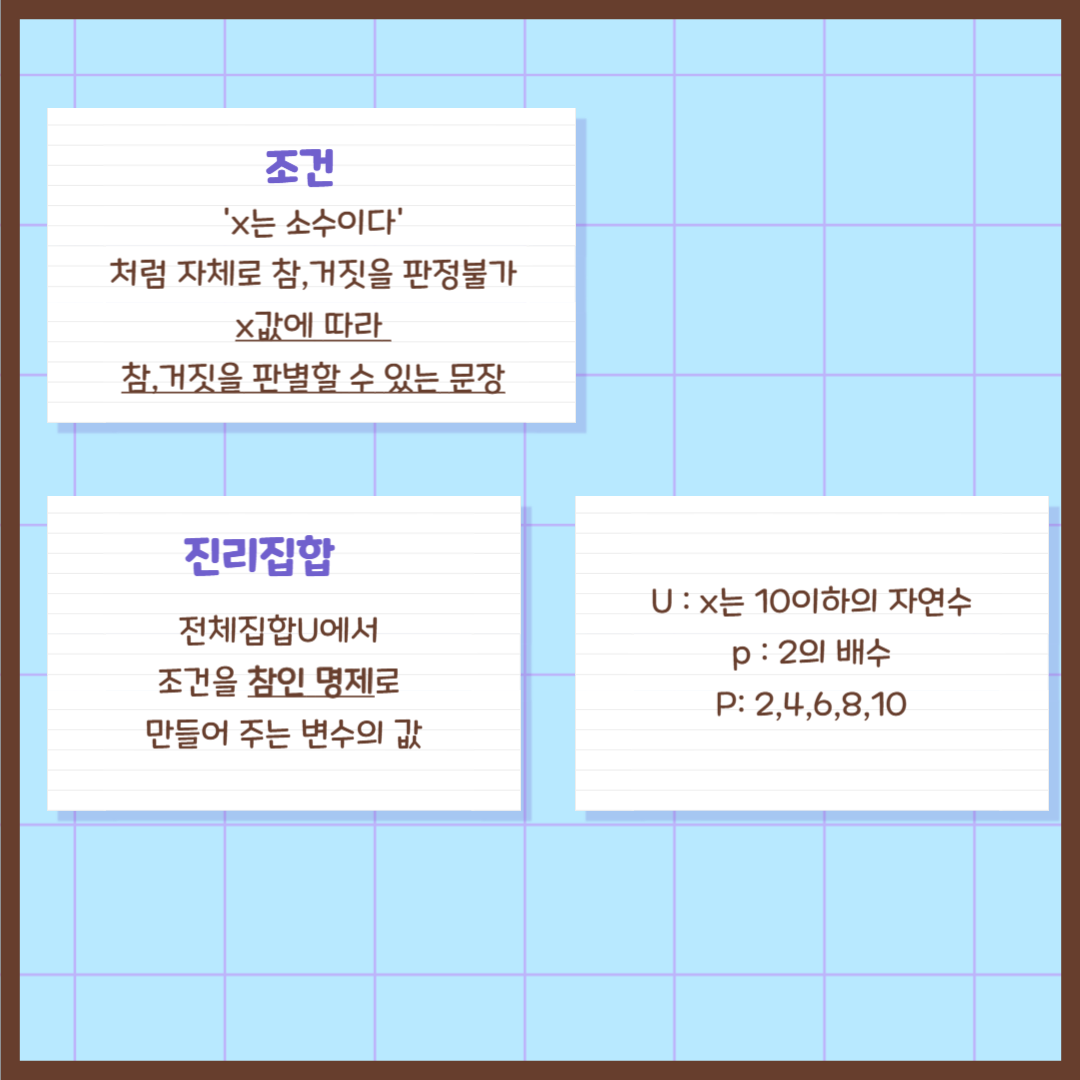 조건
'x는 소수이다'
처럼 자체로 참,거짓을 판정불가
x값에 따라
참,거짓을 판별할 수 있는 문장
진리집합
전체집합U에서
조건을 참인 명제로
만들어 주는 변수의 값
U : x는 10이하의 자연수
p : 2의 배수
P: 2,4,6,8,10